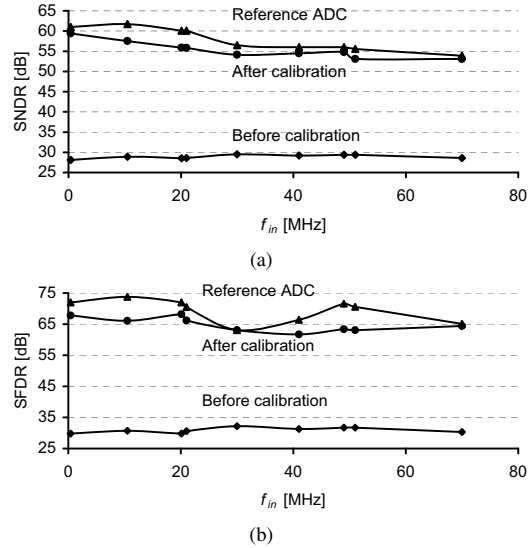 65
60
55
50
45
40
35
30
25
SNDR [dB]
Reference ADC
After calibration
Before calibration
0 20 40 60 80
f_in [MHz]
(a)
75
65
55
45
35
25
SFDR [dB]
Reference ADC
After calibration
Before calibration
0 20 40 60 80
f_in [MHz]
(b)